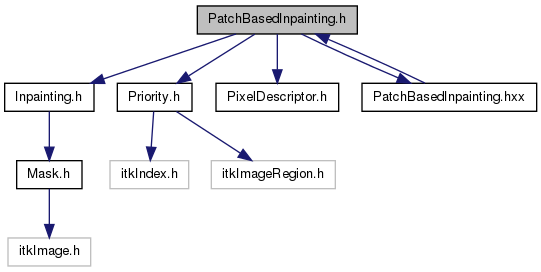 PatchBasedInpainting.h
Inpainting.h
Priority.h
PixelDescriptor.h
PatchBasedInpainting.hxx
Mask.h
itkIndex.h
itkImageRegion.h
itkImage.h